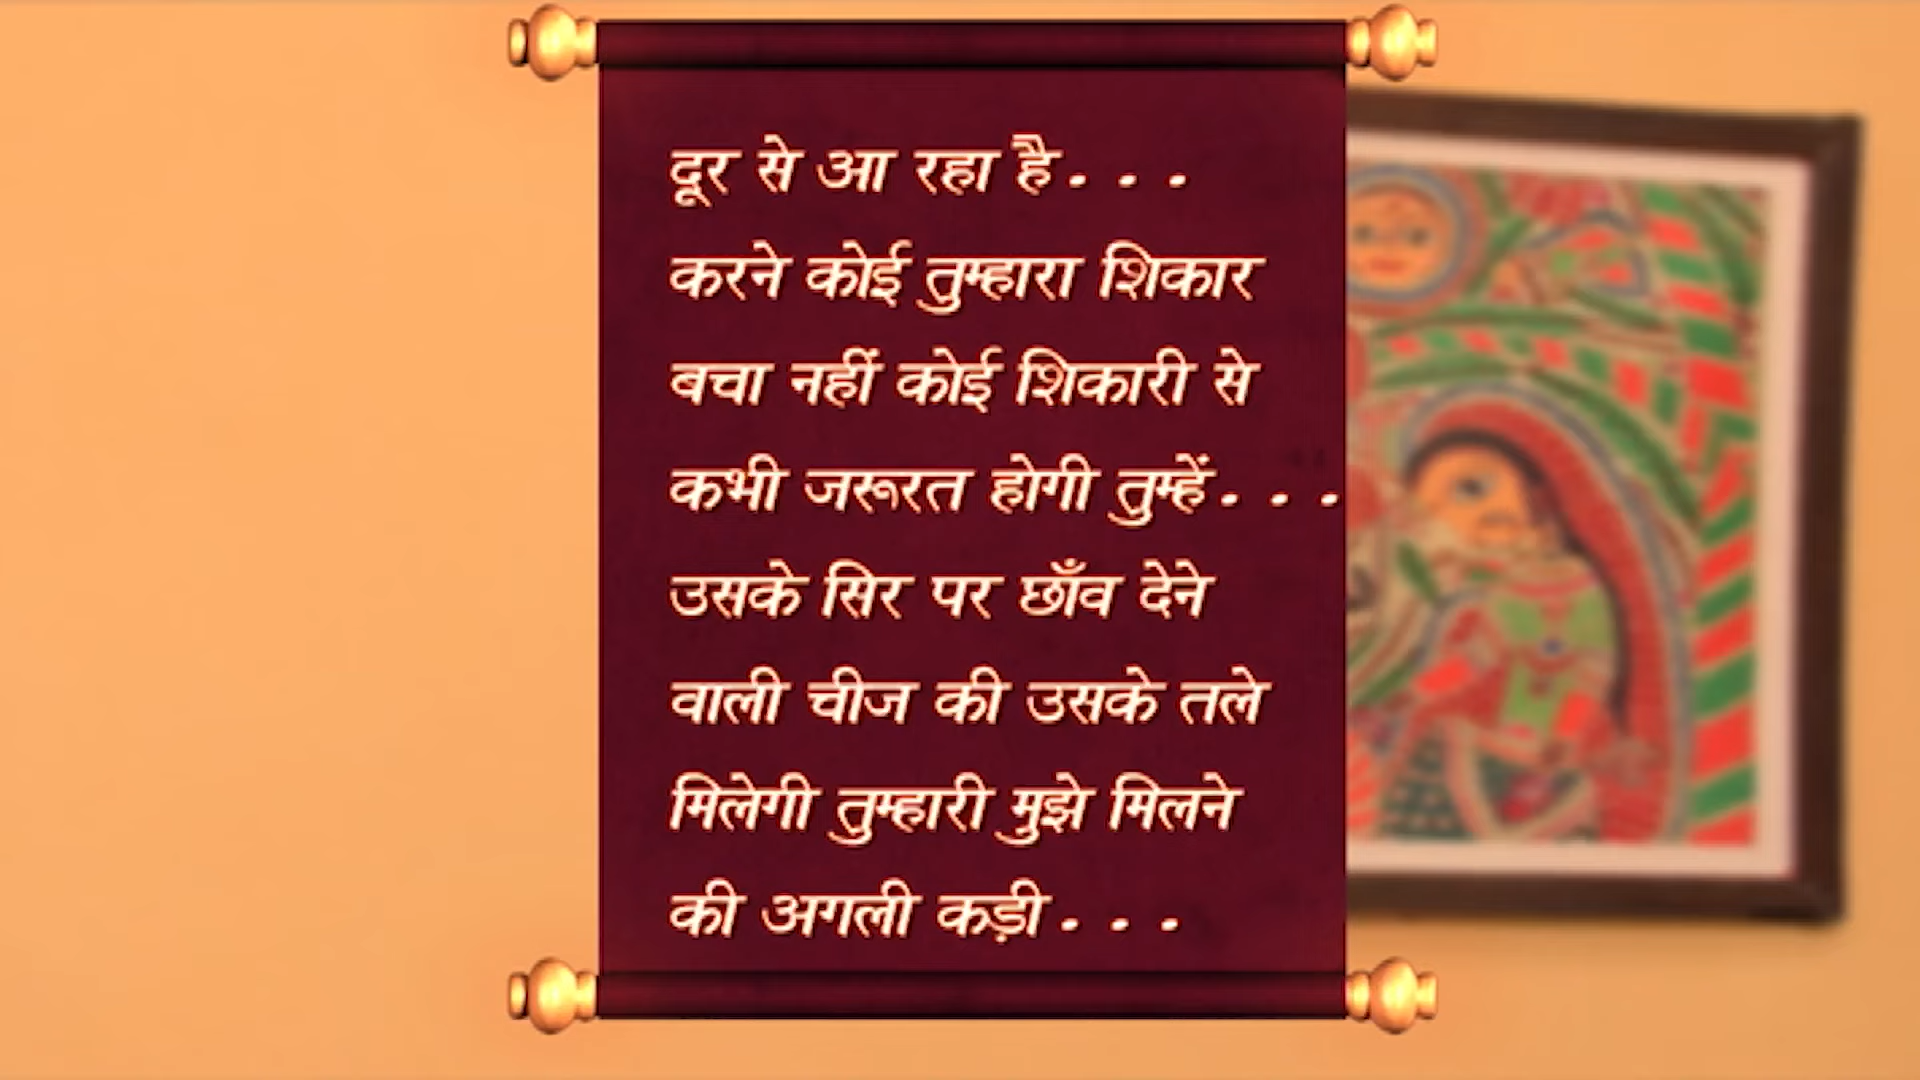 दूर से आ रहा है. . .
करने कोई तुम्हारा शिकार
बचा नहीं कोई शिकारी से
कभी जरूरत होगी तुम्हें. . .
उसके सिर पर छाँव देने
वाली चीज की उसके तले
मिलेगी तुम्हारी मुझे मिलने
की अगली कड़ी. . .